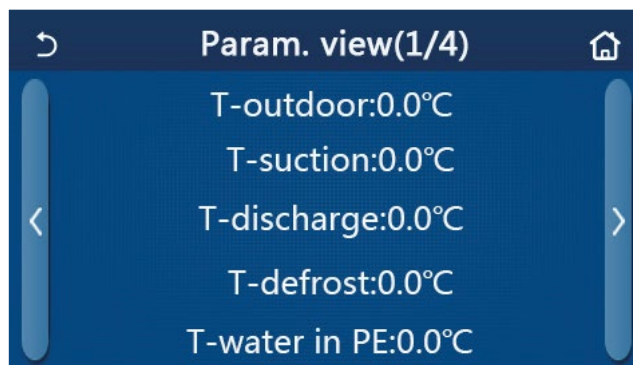 Param. view(1/4)
T-outdoor:0.0℃
T-suction:0.0℃
T-discharge:0.0℃
T-defrost:0.0℃
T-water in PE:0.0℃